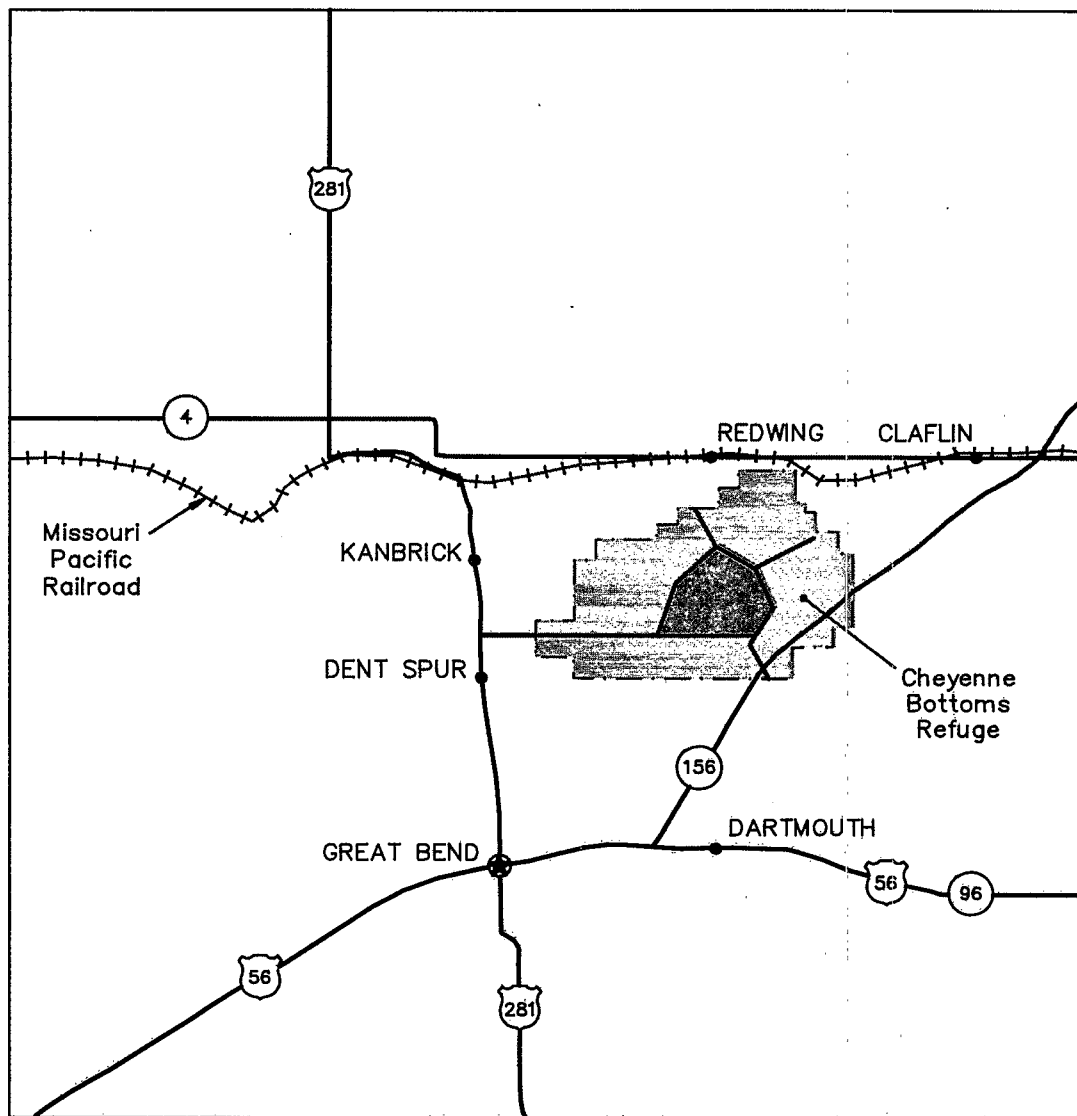 281
4
REDWING
CLAFLIN
Missouri
Pacific
Railroad
KANBRICK
DENT SPUR
Cheyenne
Bottoms
Refuge
156
DARTMOUTH
GREAT BEND
56
96
56
281